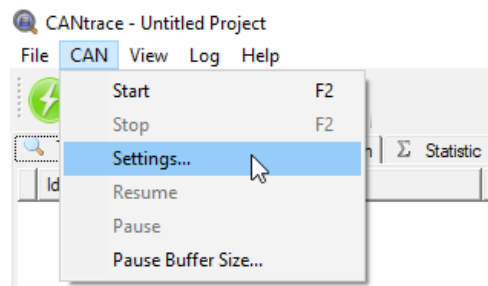 CANtrace - Untitled Project
File CAN View Log Help
Start F2
Stop F2
Σ Statistic
Settings...
Id
Resume
Pause
Pause Buffer Size...